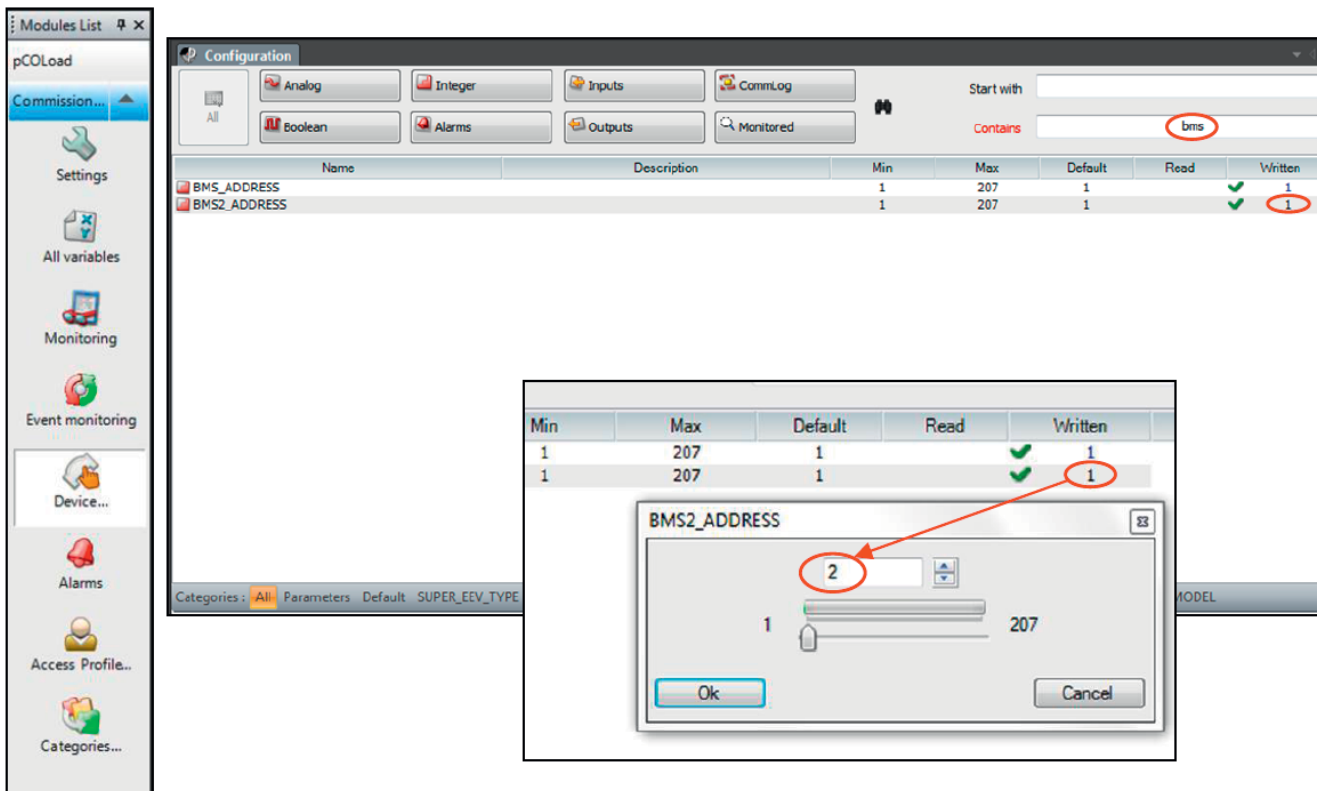 Modules List
pCOLoad
Commission...
Settings
All variables
Monitoring
Event monitoring
Device...
Alarms
Access Profile...
Categories...
Configuration
All
Analog
Integer
Inputs
CommLog
Start with
Boolean
Alarms
Outputs
Monitored
Contains bms
Name Description Min Max Default Read Written
BMS_ADDRESS 1 207 1 1
BMS2_ADDRESS 1 207 1 1
Categories : All Parameters Default SUPER_EEV_TYPE MODEL
Min Max Default Read Written
1 207 1 1
1 207 1 1
BMS2_ADDRESS
2
1 207
Ok Cancel